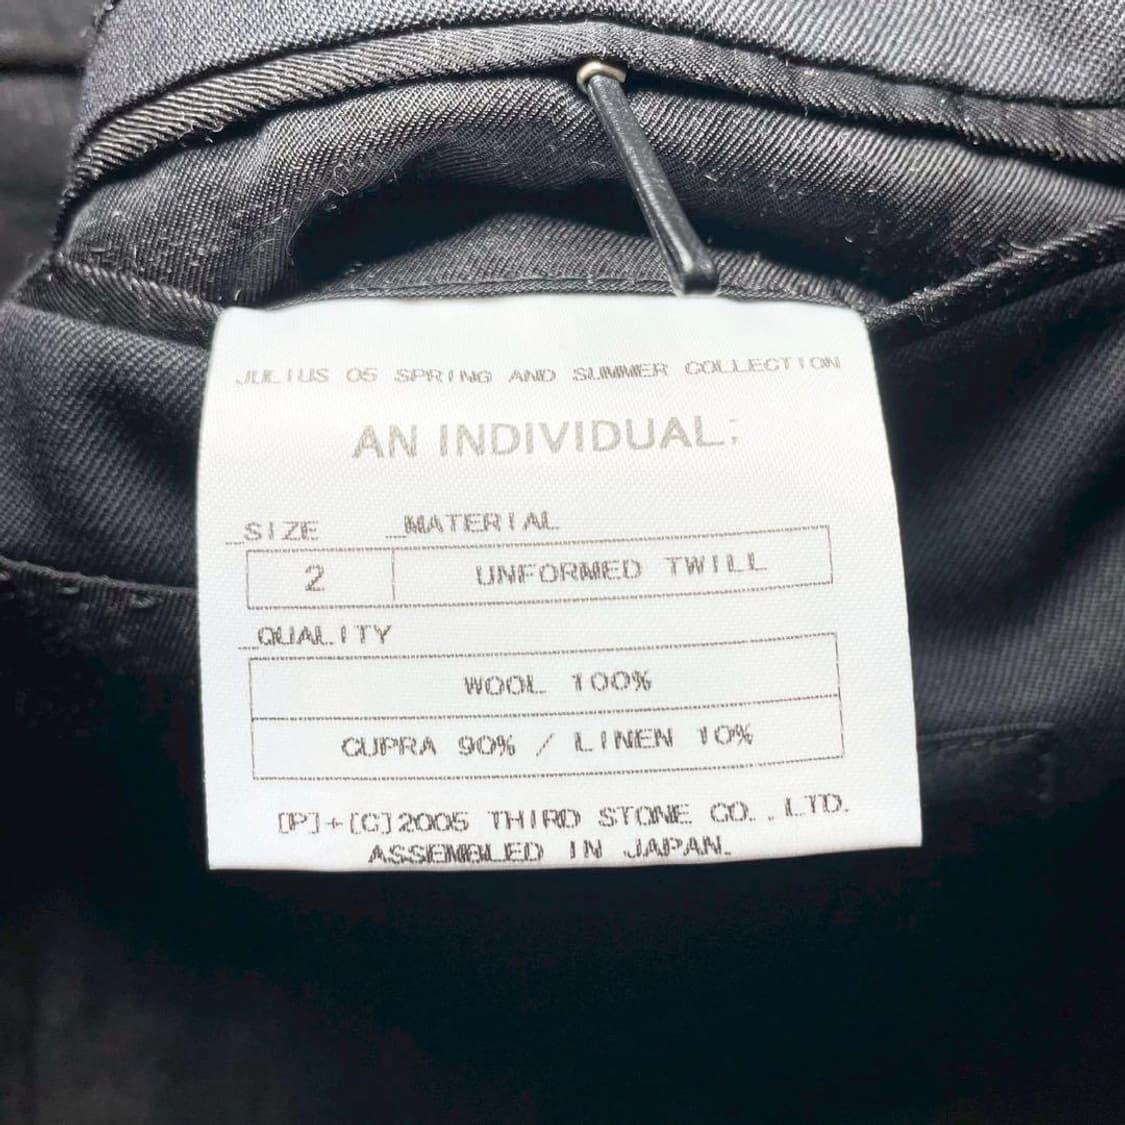 JULIUS 05 SPRING AND SUMMER COLLECTION
AN INDIVIDUAL;
_SIZE _MATERIAL
2 UNFORMED TWILL
_QUALITY
WOOL 100%
CUPRA 90% / LINEN 10%
[P]+[C]2005 THIRD STONE CO.,LTD.
ASSEMBLED IN JAPAN.